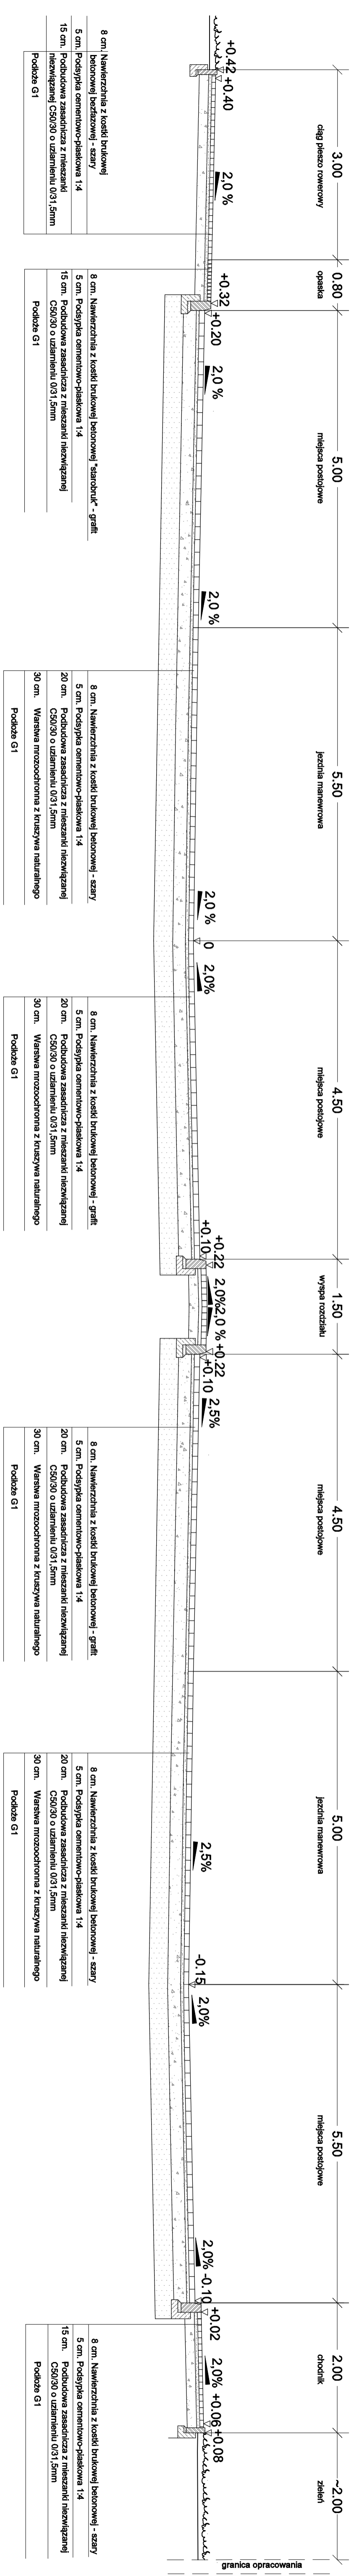 3.00
0.80
5.00
5.50
4.50
1.50
4.50
5.00
5.50
2.00
~2.00
ciąg pieszo rowerowy
opaska
miejsca postojowe
jezdnia manewrowa
miejsca postojowe
wyspa rozdziału
miejsca postojowe
jezdnia manewrowa
miejsca postojowe
chodnik
zieleń
granica opracowania
+0.42
+0.40
2,0 %
+0.32
+0.20
2,0 %
2,0 %
2,0 %
0
2,0%
+0.10
+0.22
2,0%
2,0 %
+0.22
+0.10
2,5%
2,5%
-0.15
2,0%
2,0%
-0.10
+0.02
2,0%
+0.06
+0.08
8 cm. Nawierzchnia z kostki brukowej
betonowej bezfazowej - szary
5 cm. Podsypka cementowo-piaskowa 1:4
15 cm. Podbudowa zasadnicza z mieszanki
niezwiązanej C50/30 o uziarnieniu 0/31,5mm
Podłoże G1
8 cm. Nawierzchnia z kostki brukowej betonowej "starobruk" - grafit
5 cm. Podsypka cementowo-piaskowa 1:4
15 cm. Podbudowa zasadnicza z mieszanki niezwiązanej
C50/30 o uziarnieniu 0/31,5mm
Podłoże G1
8 cm. Nawierzchnia z kostki brukowej betonowej - szary
5 cm. Podsypka cementowo-piaskowa 1:4
20 cm. Podbudowa zasadnicza z mieszanki niezwiązanej
C50/30 o uziarnieniu 0/31,5mm
30 cm. Warstwa mrozoochronna z kruszywa naturalnego
Podłoże G1
8 cm. Nawierzchnia z kostki brukowej betonowej - grafit
5 cm. Podsypka cementowo-piaskowa 1:4
20 cm. Podbudowa zasadnicza z mieszanki niezwiązanej
C50/30 o uziarnieniu 0/31,5mm
30 cm. Warstwa mrozoochronna z kruszywa naturalnego
Podłoże G1
8 cm. Nawierzchnia z kostki brukowej betonowej - grafit
5 cm. Podsypka cementowo-piaskowa 1:4
20 cm. Podbudowa zasadnicza z mieszanki niezwiązanej
C50/30 o uziarnieniu 0/31,5mm
30 cm. Warstwa mrozoochronna z kruszywa naturalnego
Podłoże G1
8 cm. Nawierzchnia z kostki brukowej betonowej - szary
5 cm. Podsypka cementowo-piaskowa 1:4
20 cm. Podbudowa zasadnicza z mieszanki niezwiązanej
C50/30 o uziarnieniu 0/31,5mm
30 cm. Warstwa mrozoochronna z kruszywa naturalnego
Podłoże G1
8 cm. Nawierzchnia z kostki brukowej betonowej - szary
5 cm. Podsypka cementowo-piaskowa 1:4
15 cm. Podbudowa zasadnicza z mieszanki niezwiązanej
C50/30 o uziarnieniu 0/31,5mm
Podłoże G1